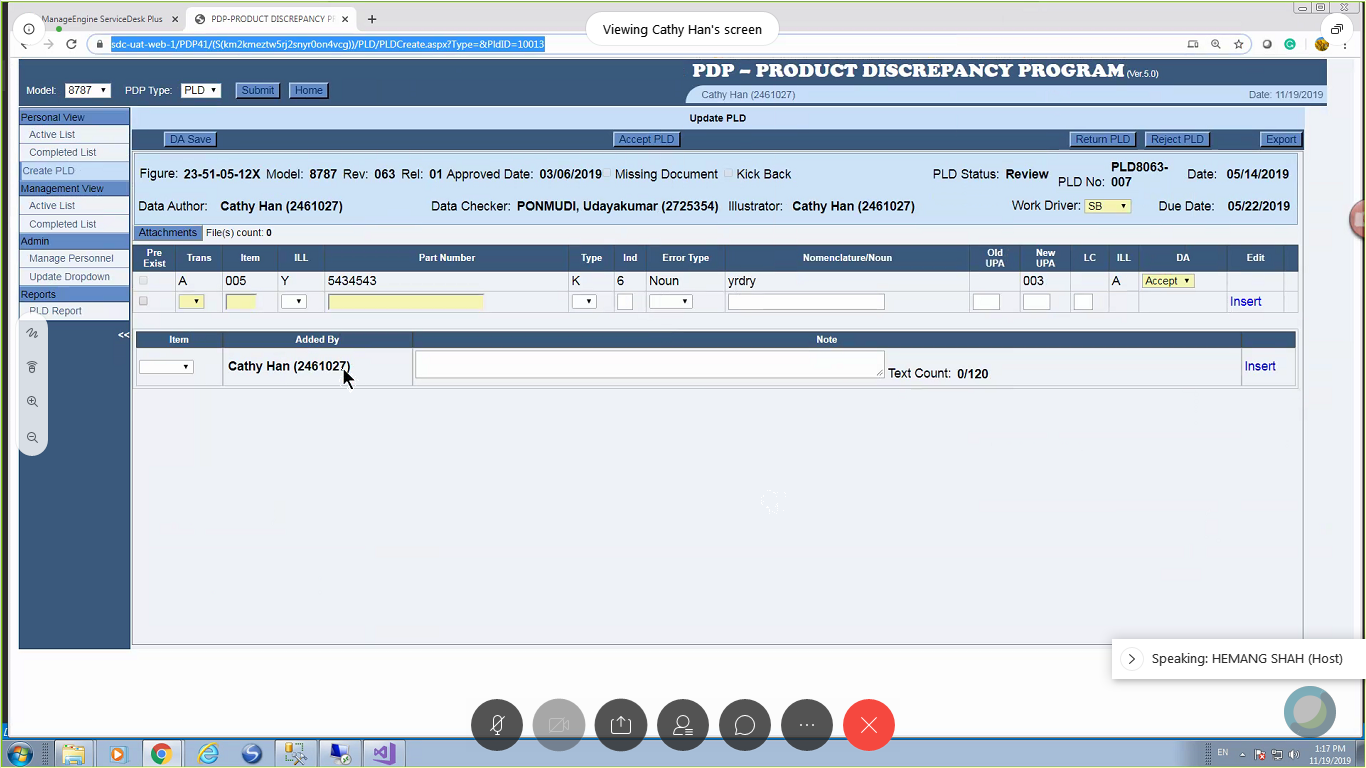 ManageEngine ServiceDesk Plus
PDP-PRODUCT DISCREPANCY P
Viewing Cathy Han's screen
sdc-uat-web-1/PDP41/(S(km2kmeztw5rj2snyr0on4vcg))/PLD/PLDCreate.aspx?Type=&PldID=10013
PDP – PRODUCT DISCREPANCY PROGRAM (Ver.5.0)
Model: 8787 PDP Type: PLD Submit Home
Cathy Han (2461027) Date: 11/19/2019
Personal View
Active List
Completed List
Create PLD
Management View
Active List
Completed List
Admin
Manage Personnel
Update Dropdown
Reports
PLD Report
<<
Update PLD
DA Save Accept PLD Return PLD Reject PLD Export
Figure: 23-51-05-12X Model: 8787 Rev: 063 Rel: 01 Approved Date: 03/06/2019 Missing Document Kick Back PLD Status: Review PLD No: PLD8063-007 Date: 05/14/2019
Data Author: Cathy Han (2461027) Data Checker: PONMUDI, Udayakumar (2725354) Illustrator: Cathy Han (2461027) Work Driver: SB Due Date: 05/22/2019
Attachments File(s) count: 0
Pre Exist Trans Item ILL Part Number Type Ind Error Type Nomenclature/Noun Old UPA New UPA LC ILL DA Edit
A 005 Y 5434543 K 6 Noun yrdry 003 A Accept
Insert
Item Added By Note
Cathy Han (2461027) Text Count: 0/120 Insert
Speaking: HEMANG SHAH (Host)
EN
1:17 PM
11/19/2019